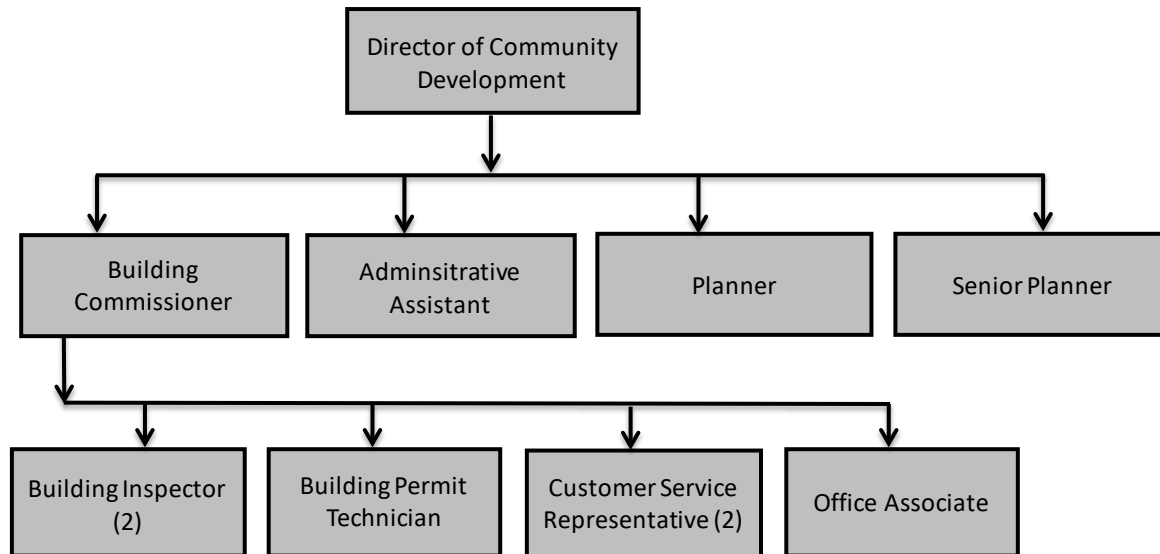 Director of Community
Development
Building
Commissioner
Adminsitrative
Assistant
Planner
Senior Planner
Building Inspector
(2)
Building Permit
Technician
Customer Service
Representative (2)
Office Associate